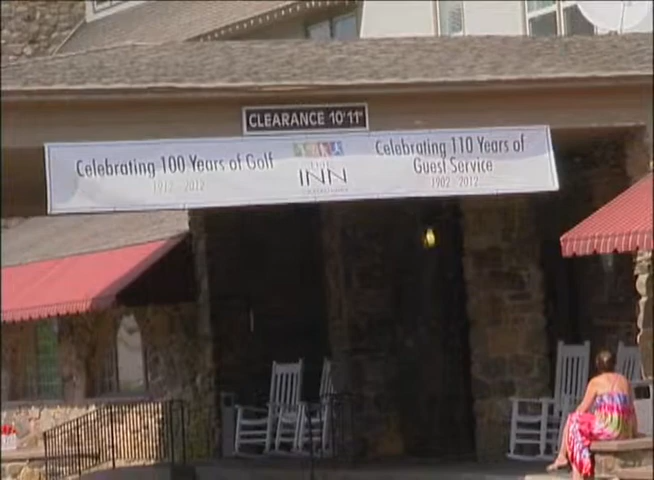 CLEARANCE 10'11"
Celebrating 100 Years of Golf
1912 2012
THE
INN
Celebrating 110 Years of
Guest Service
1902-2012